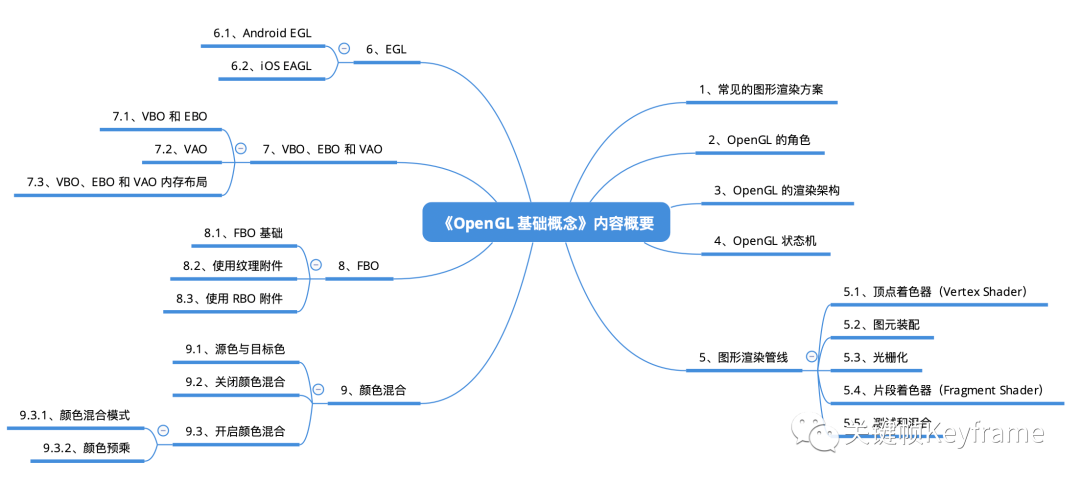 《OpenGL 基础概念》内容概要
1、常见的图形渲染方案
2、OpenGL 的角色
3、OpenGL 的渲染架构
4、OpenGL 状态机
5、图形渲染管线
5.1、顶点着色器（Vertex Shader）
5.2、图元装配
5.3、光栅化
5.4、片段着色器（Fragment Shader）
5.5、测试和混合
6、EGL
6.1、Android EGL
6.2、iOS EAGL
7、VBO、EBO 和 VAO
7.1、VBO 和 EBO
7.2、VAO
7.3、VBO、EBO 和 VAO 内存布局
8、FBO
8.1、FBO 基础
8.2、使用纹理附件
8.3、使用 RBO 附件
9、颜色混合
9.1、源色与目标色
9.2、关闭颜色混合
9.3、开启颜色混合
9.3.1、颜色混合模式
9.3.2、颜色预乘
关键帧Keyframe